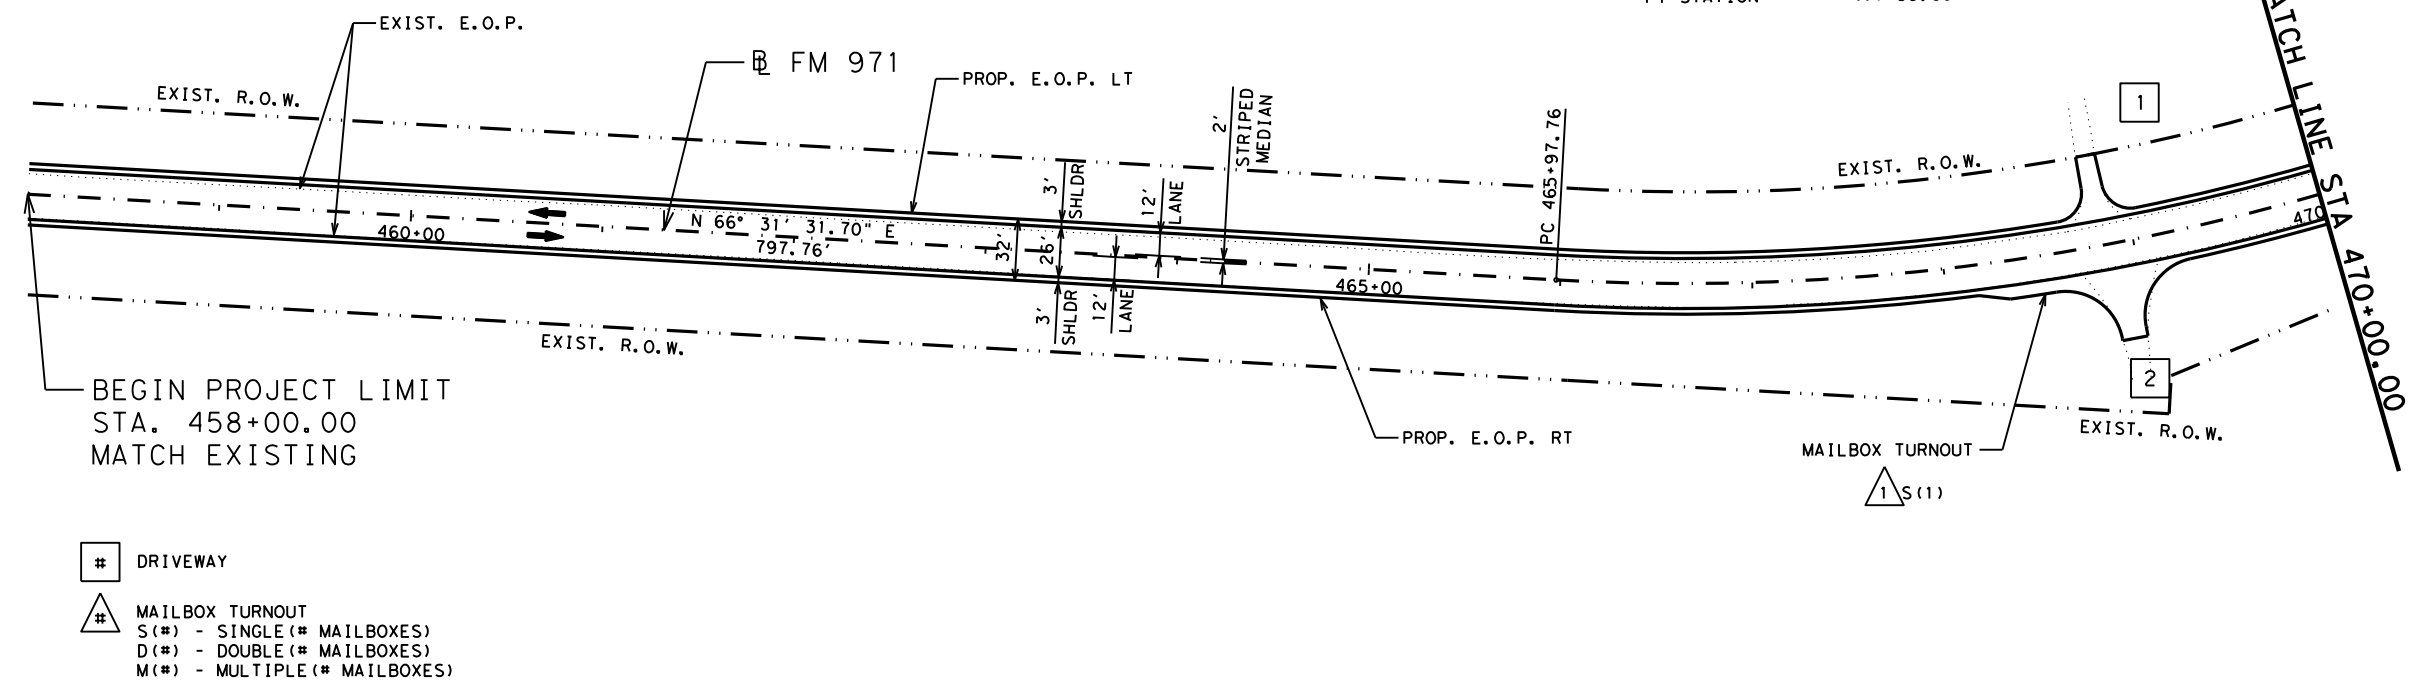 EXIST. E.O.P.
℄ FM 971
PROP. E.O.P. LT
EXIST. R.O.W.
2'
STRIPED
MEDIAN
PC 465+97.76
1
EXIST. R.O.W.
MATCH LINE STA 470+00.00
3'
SHLDR
12'
LANE
N 66° 31' 31.70" E
797.76'
460+00
32'
26'
465+00
470
3'
SHLDR
12'
LANE
EXIST. R.O.W.
2
BEGIN PROJECT LIMIT
STA. 458+00.00
MATCH EXISTING
PROP. E.O.P. RT
EXIST. R.O.W.
MAILBOX TURNOUT
1 S(1)
# DRIVEWAY
# MAILBOX TURNOUT
S(#) - SINGLE(# MAILBOXES)
D(#) - DOUBLE(# MAILBOXES)
M(#) - MULTIPLE(# MAILBOXES)